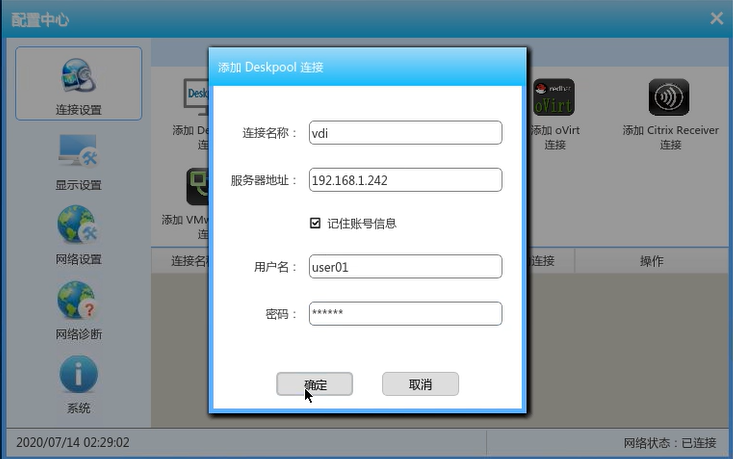 配置中心
添加 Deskpool 连接
连接设置
显示设置
网络设置
网络诊断
系统
Desk
添加 De
连
添加 VMw
连
redhat
oVirt
添加 oVirt
连接
添加 Citrix Receiver
连接
连接名称：
vdi
服务器地址：
192.168.1.242
记住账号信息
连接名
连接
操作
用户名：
user01
密码：
******
确定
取消
2020/07/14 02:29:02
网络状态：已连接